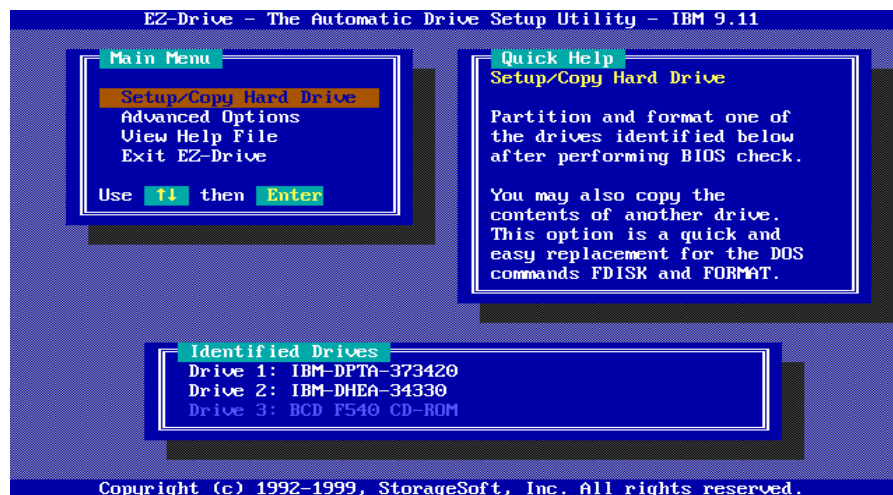 EZ-Drive - The Automatic Drive Setup Utility - IBM 9.11
Main Menu
Setup/Copy Hard Drive
Advanced Options
View Help File
Exit EZ-Drive
Use ↑↓ then Enter
Quick Help
Setup/Copy Hard Drive
Partition and format one of
the drives identified below
after performing BIOS check.
You may also copy the
contents of another drive.
This option is a quick and
easy replacement for the DOS
commands FDISK and FORMAT.
Identified Drives
Drive 1: IBM-DPTA-373420
Drive 2: IBM-DHEA-34330
Drive 3: BCD F540 CD-ROM
Copyright (c) 1992-1999, StorageSoft, Inc. All rights reserved.